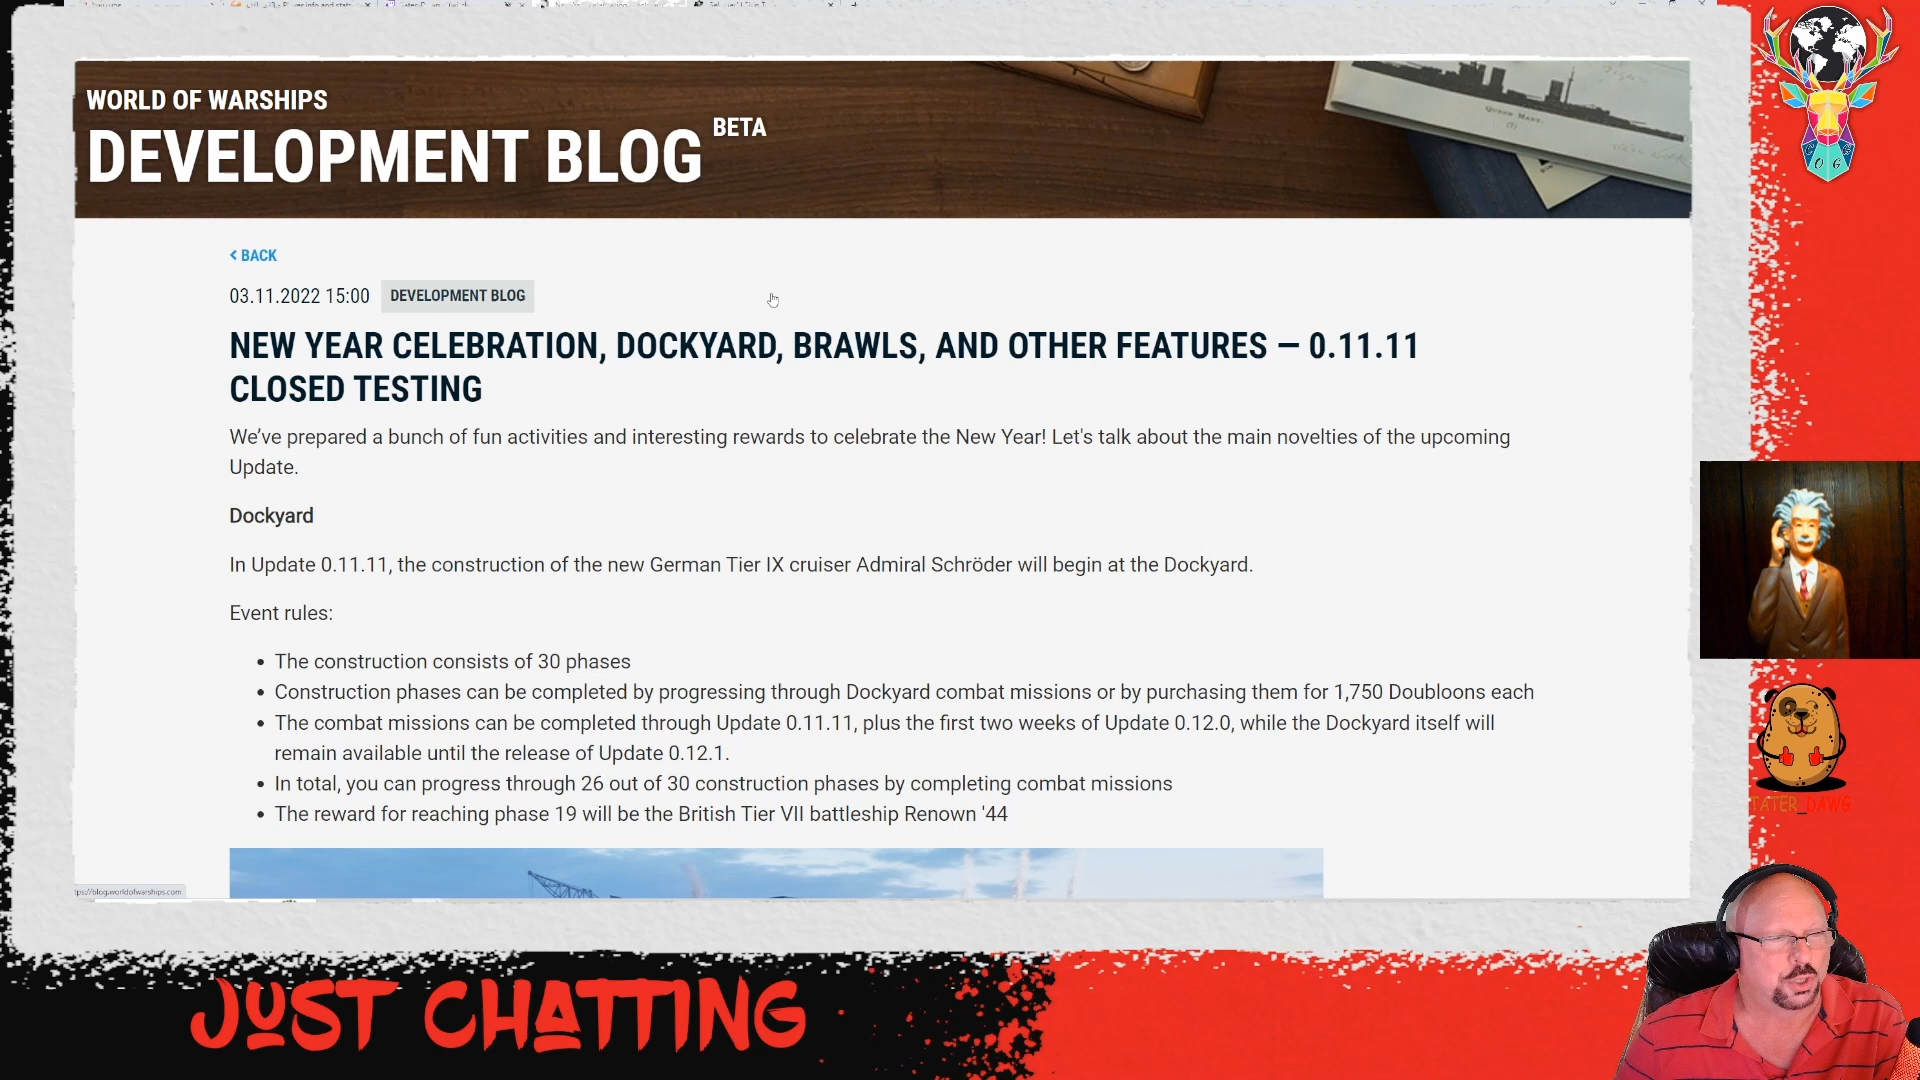 WORLD OF WARSHIPS
DEVELOPMENT BLOG BETA
QUEEN MARY.
< BACK
03.11.2022 15:00 DEVELOPMENT BLOG
NEW YEAR CELEBRATION, DOCKYARD, BRAWLS, AND OTHER FEATURES — 0.11.11
CLOSED TESTING
We’ve prepared a bunch of fun activities and interesting rewards to celebrate the New Year! Let's talk about the main novelties of the upcoming
Update.
Dockyard
In Update 0.11.11, the construction of the new German Tier IX cruiser Admiral Schröder will begin at the Dockyard.
Event rules:
• The construction consists of 30 phases
• Construction phases can be completed by progressing through Dockyard combat missions or by purchasing them for 1,750 Doubloons each
• The combat missions can be completed through Update 0.11.11, plus the first two weeks of Update 0.12.0, while the Dockyard itself will
remain available until the release of Update 0.12.1.
• In total, you can progress through 26 out of 30 construction phases by completing combat missions
• The reward for reaching phase 19 will be the British Tier VII battleship Renown '44
tps://blog.worldofwarships.com
OG
TATER_DAWG
JUST CHATTING